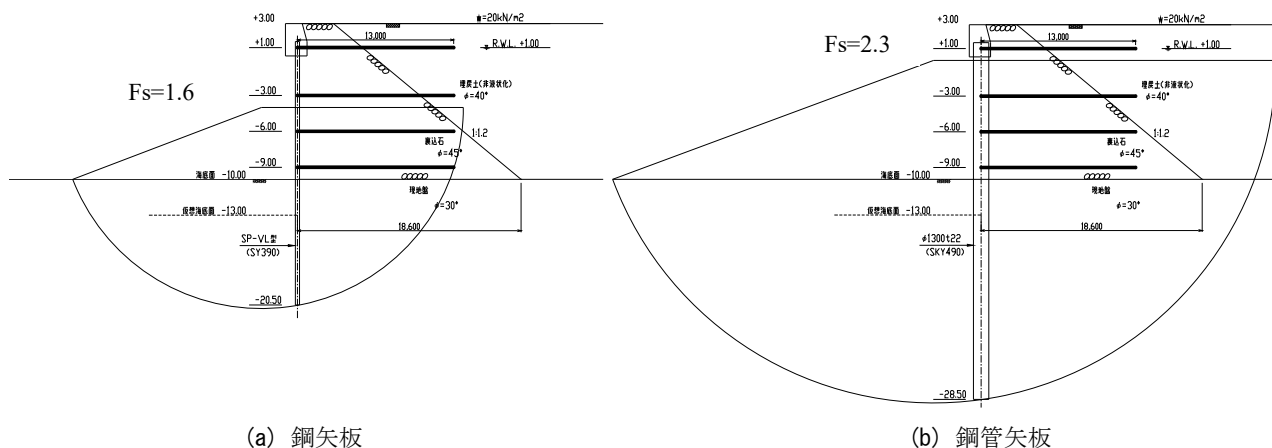 +3.00
w=20kN/m2
+1.00
13.000
R.W.L. +1.00
Fs=1.6
埋戻土(非液状化)
φ=40°
-3.00
-6.00
1:1.2
裏込石
φ=45°
-9.00
海底面 -10.00
現地盤
φ=30°
仮想海底面 -13.00
18.600
SP-VL型
(SY390)
-20.50
(a) 鋼矢板
+3.00
w=20kN/m2
+1.00
13.000
R.W.L. +1.00
Fs=2.3
埋戻土(非液状化)
φ=40°
-3.00
-6.00
1:1.2
裏込石
φ=45°
-9.00
海底面 -10.00
現地盤
φ=30°
仮想海底面 -13.00
18.600
φ1300t22
(SKY490)
-28.50
(b) 鋼管矢板